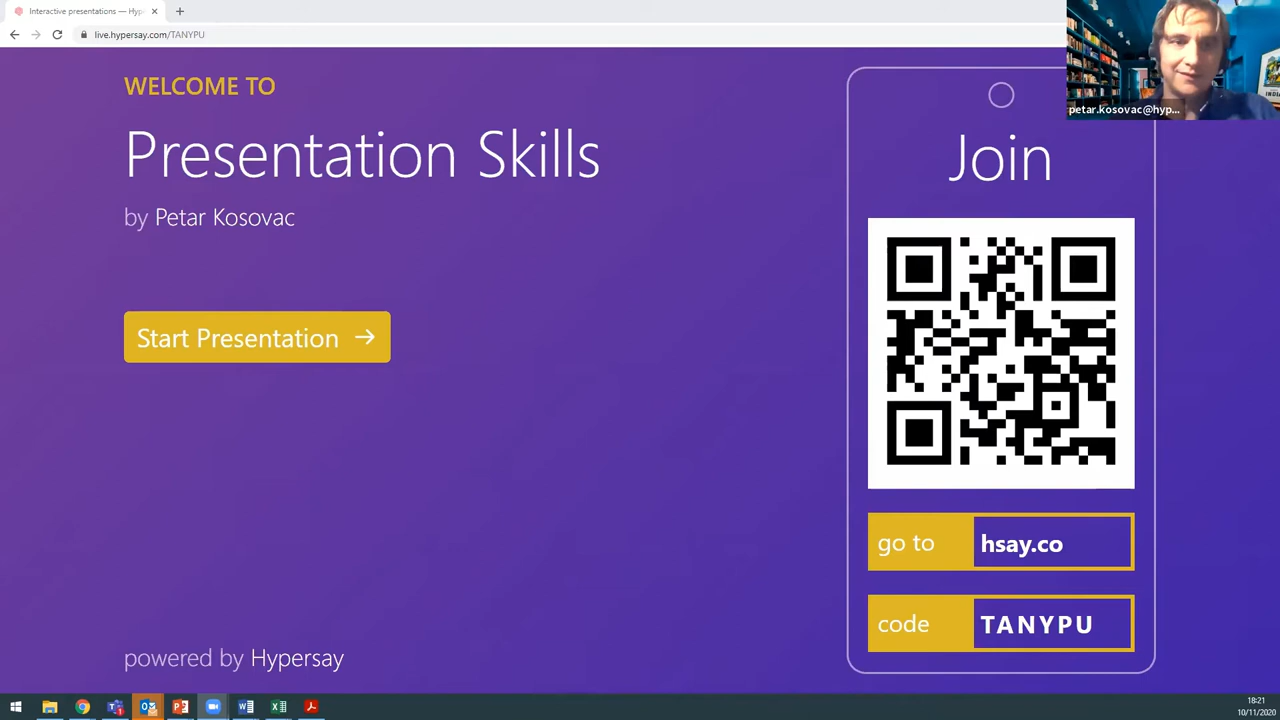 Interactive presentations — Hyp
live.hypersay.com/TANYPU
WELCOME TO
Presentation Skills
by Petar Kosovac
Start Presentation →
powered by Hypersay
petar.kosovac@hyp...
INDI
Join
go to hsay.co
code TANYPU
18:21
10/11/2020